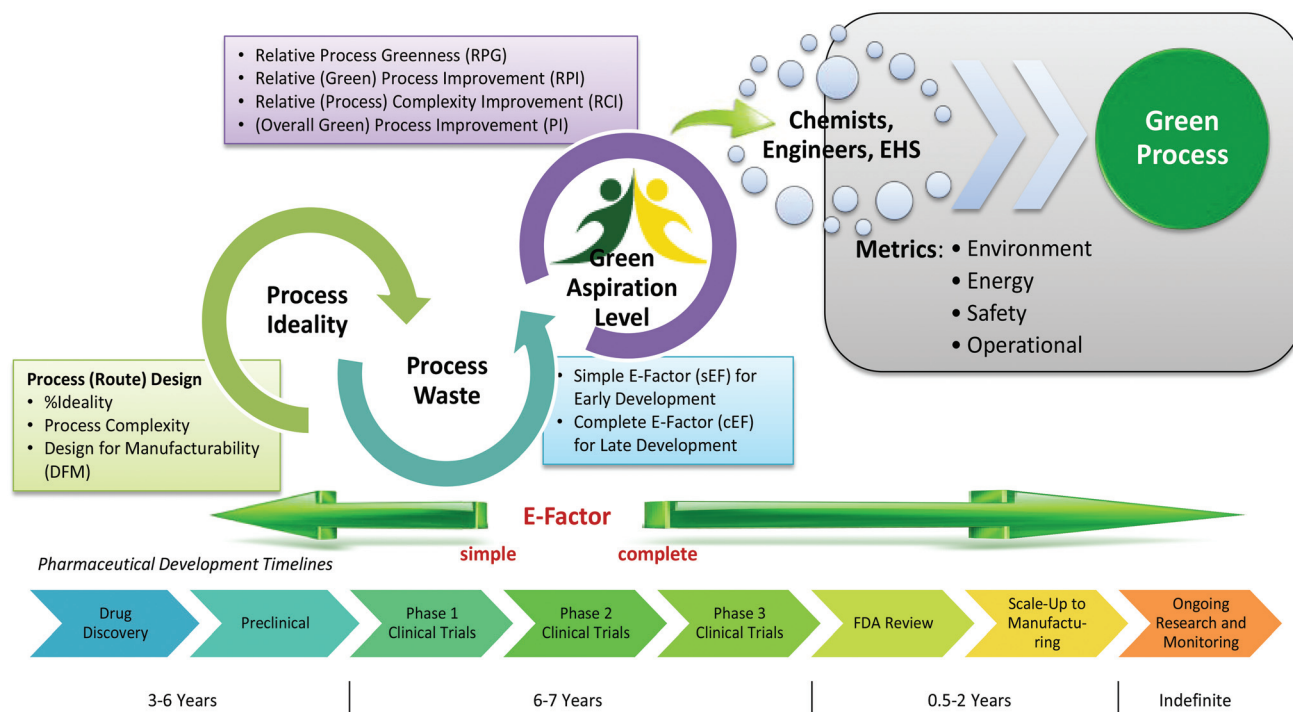 • Relative Process Greenness (RPG)
• Relative (Green) Process Improvement (RPI)
• Relative (Process) Complexity Improvement (RCI)
• (Overall Green) Process Improvement (PI)
Chemists,
Engineers, EHS
Green
Process
Metrics: • Environment
• Energy
• Safety
• Operational
Green
Aspiration
Level
Process
Ideality
Process
Waste
Process (Route) Design
• %Ideality
• Process Complexity
• Design for Manufacturability
(DFM)
• Simple E-Factor (sEF) for
Early Development
• Complete E-Factor (cEF)
for Late Development
E-Factor
simple
complete
Pharmaceutical Development Timelines
Drug
Discovery
Preclinical
Phase 1
Clinical Trials
Phase 2
Clinical Trials
Phase 3
Clinical Trials
FDA Review
Scale-Up to
Manufactu-
ring
Ongoing
Research and
Monitoring
3-6 Years
6-7 Years
0.5-2 Years
Indefinite